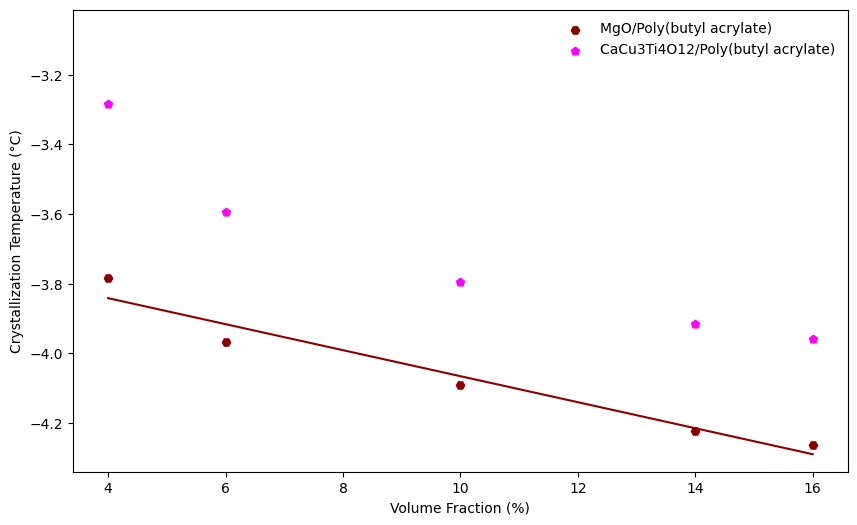 MgO/Poly(butyl acrylate)
CaCu3Ti4O12/Poly(butyl acrylate)
Crystallization Temperature (°C)
−3.2
−3.4
−3.6
−3.8
−4.0
−4.2
4 6 8 10 12 14 16
Volume Fraction (%)